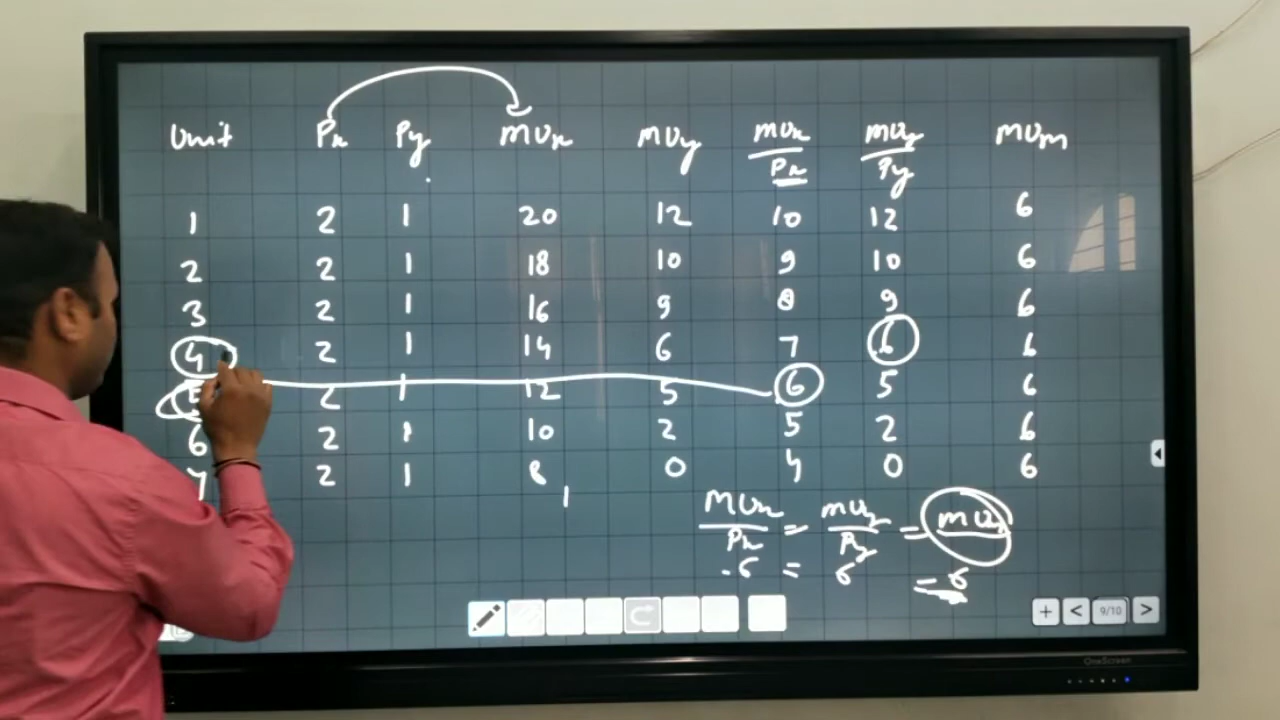 Unit Px Py MUx MUy MUx/Px MUy/Py MUm
1 2 1 20 12 10 12 6
2 2 1 18 10 9 10 6
3 2 1 16 9 8 9 6
4 2 1 14 6 7 6 6
5 2 1 12 5 6 5 6
6 2 1 10 2 5 2 6
7 2 1 8 0 4 0 6
MUx/Px = MUy/Py =
6 = 6 = 6
+ < 9/10 >
OneScreen